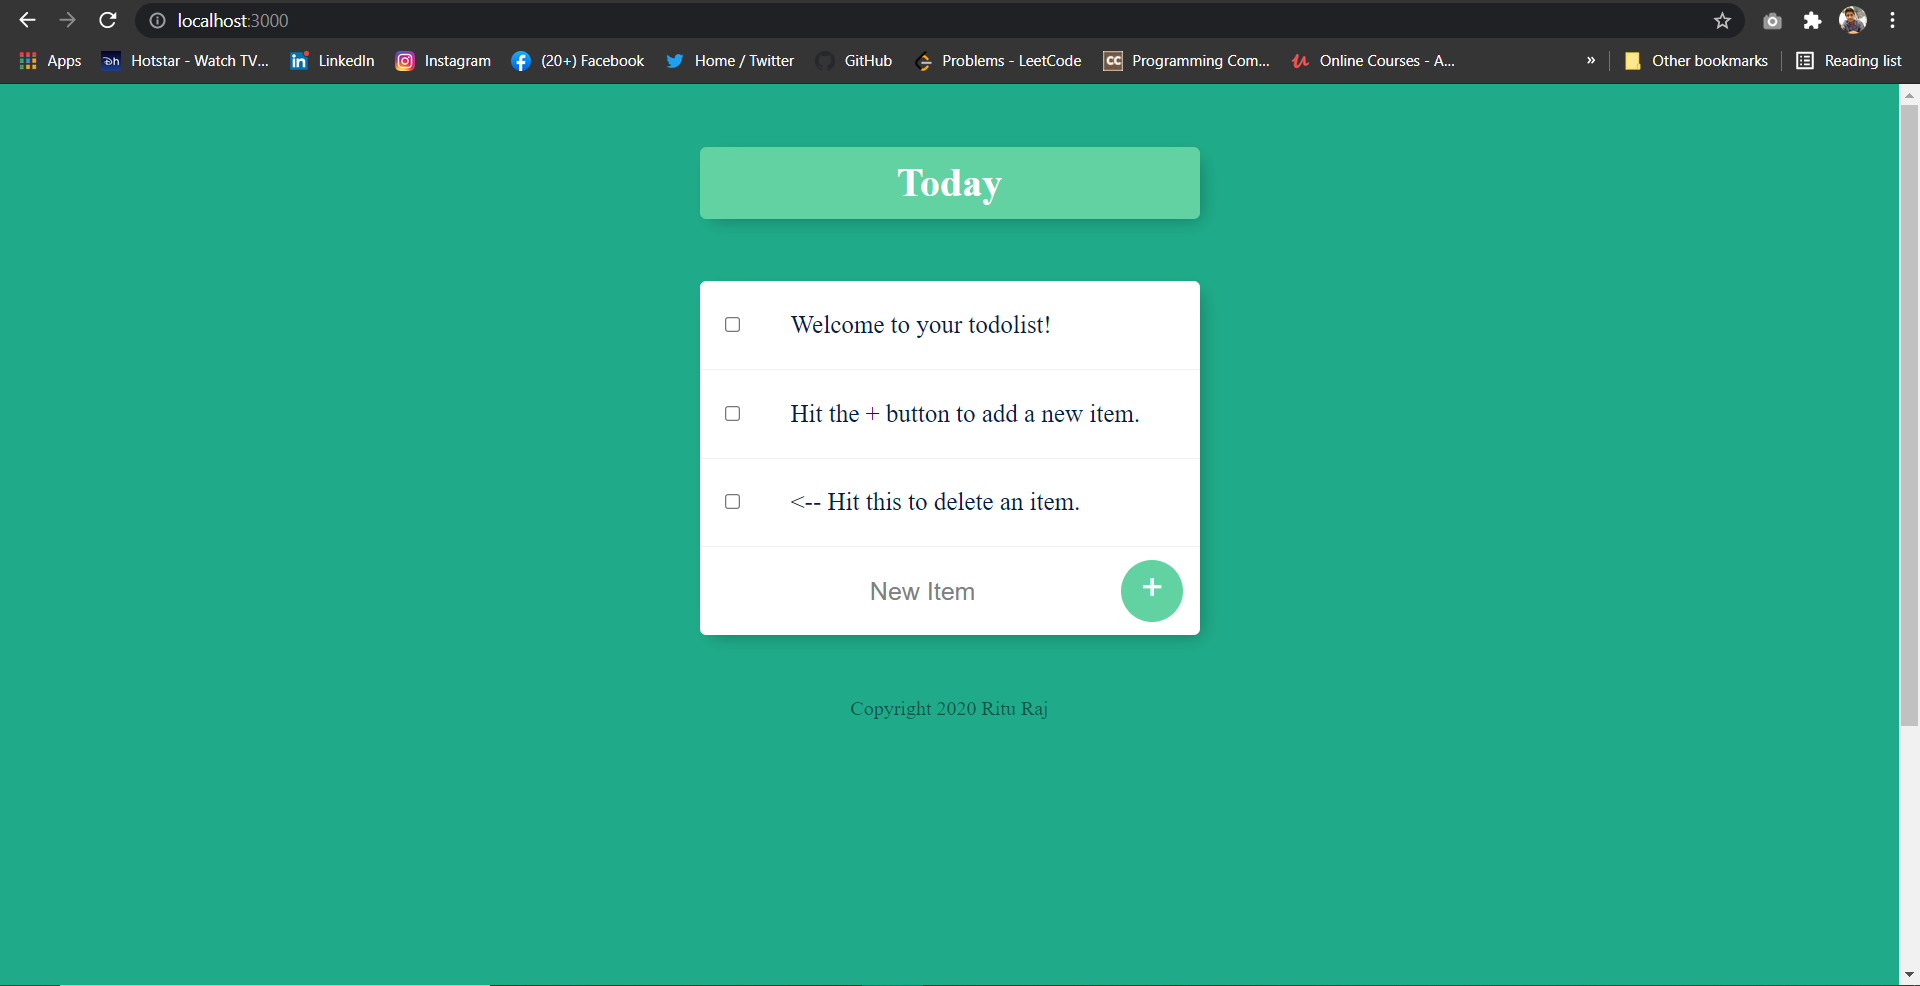 localhost:3000
Apps Hotstar - Watch TV... LinkedIn Instagram (20+) Facebook Home / Twitter GitHub Problems - LeetCode CC Programming Com... Online Courses - A... » Other bookmarks Reading list
Today
Welcome to your todolist!
Hit the + button to add a new item.
<-- Hit this to delete an item.
New Item +
Copyright 2020 Ritu Raj